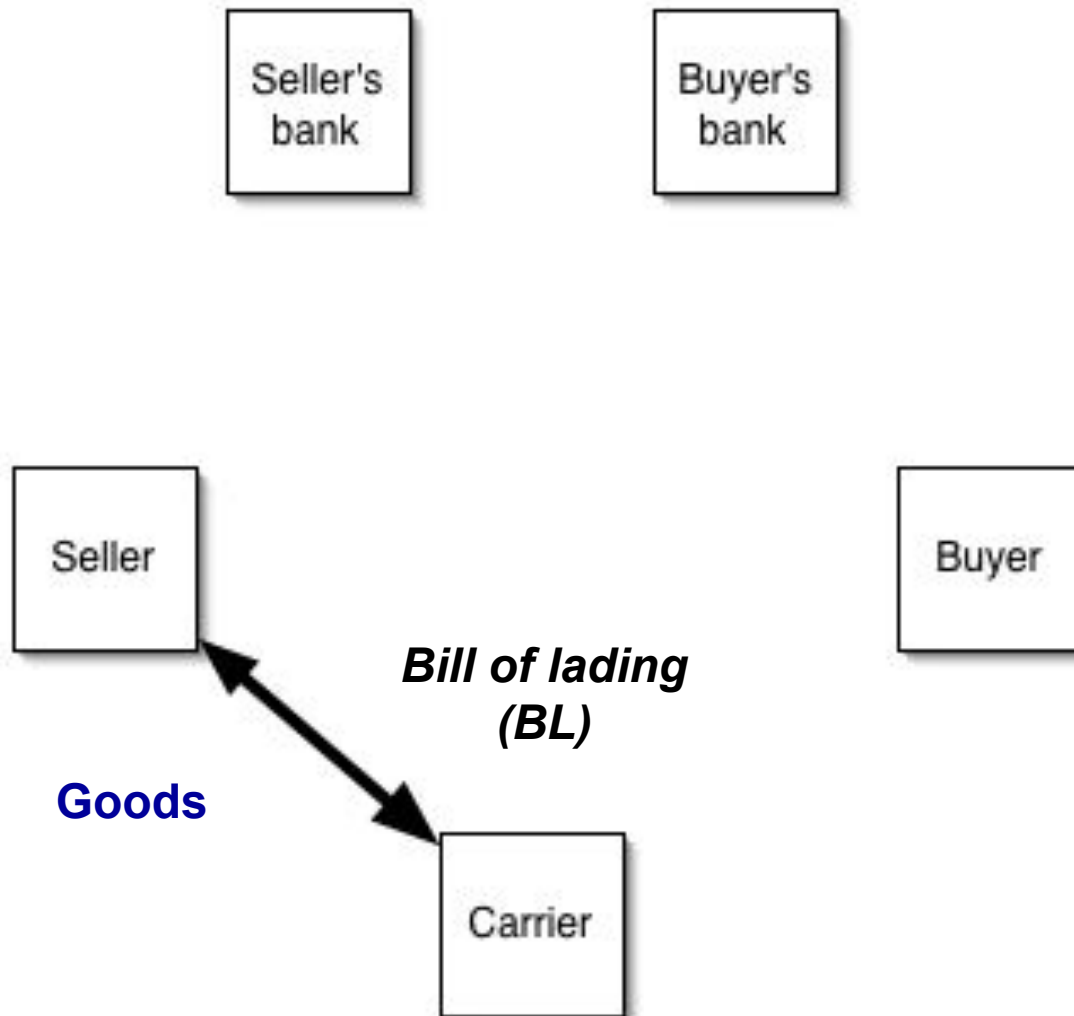 Seller's
bank
Buyer's
bank
Seller
Buyer
Bill of lading
(BL)
Goods
Carrier